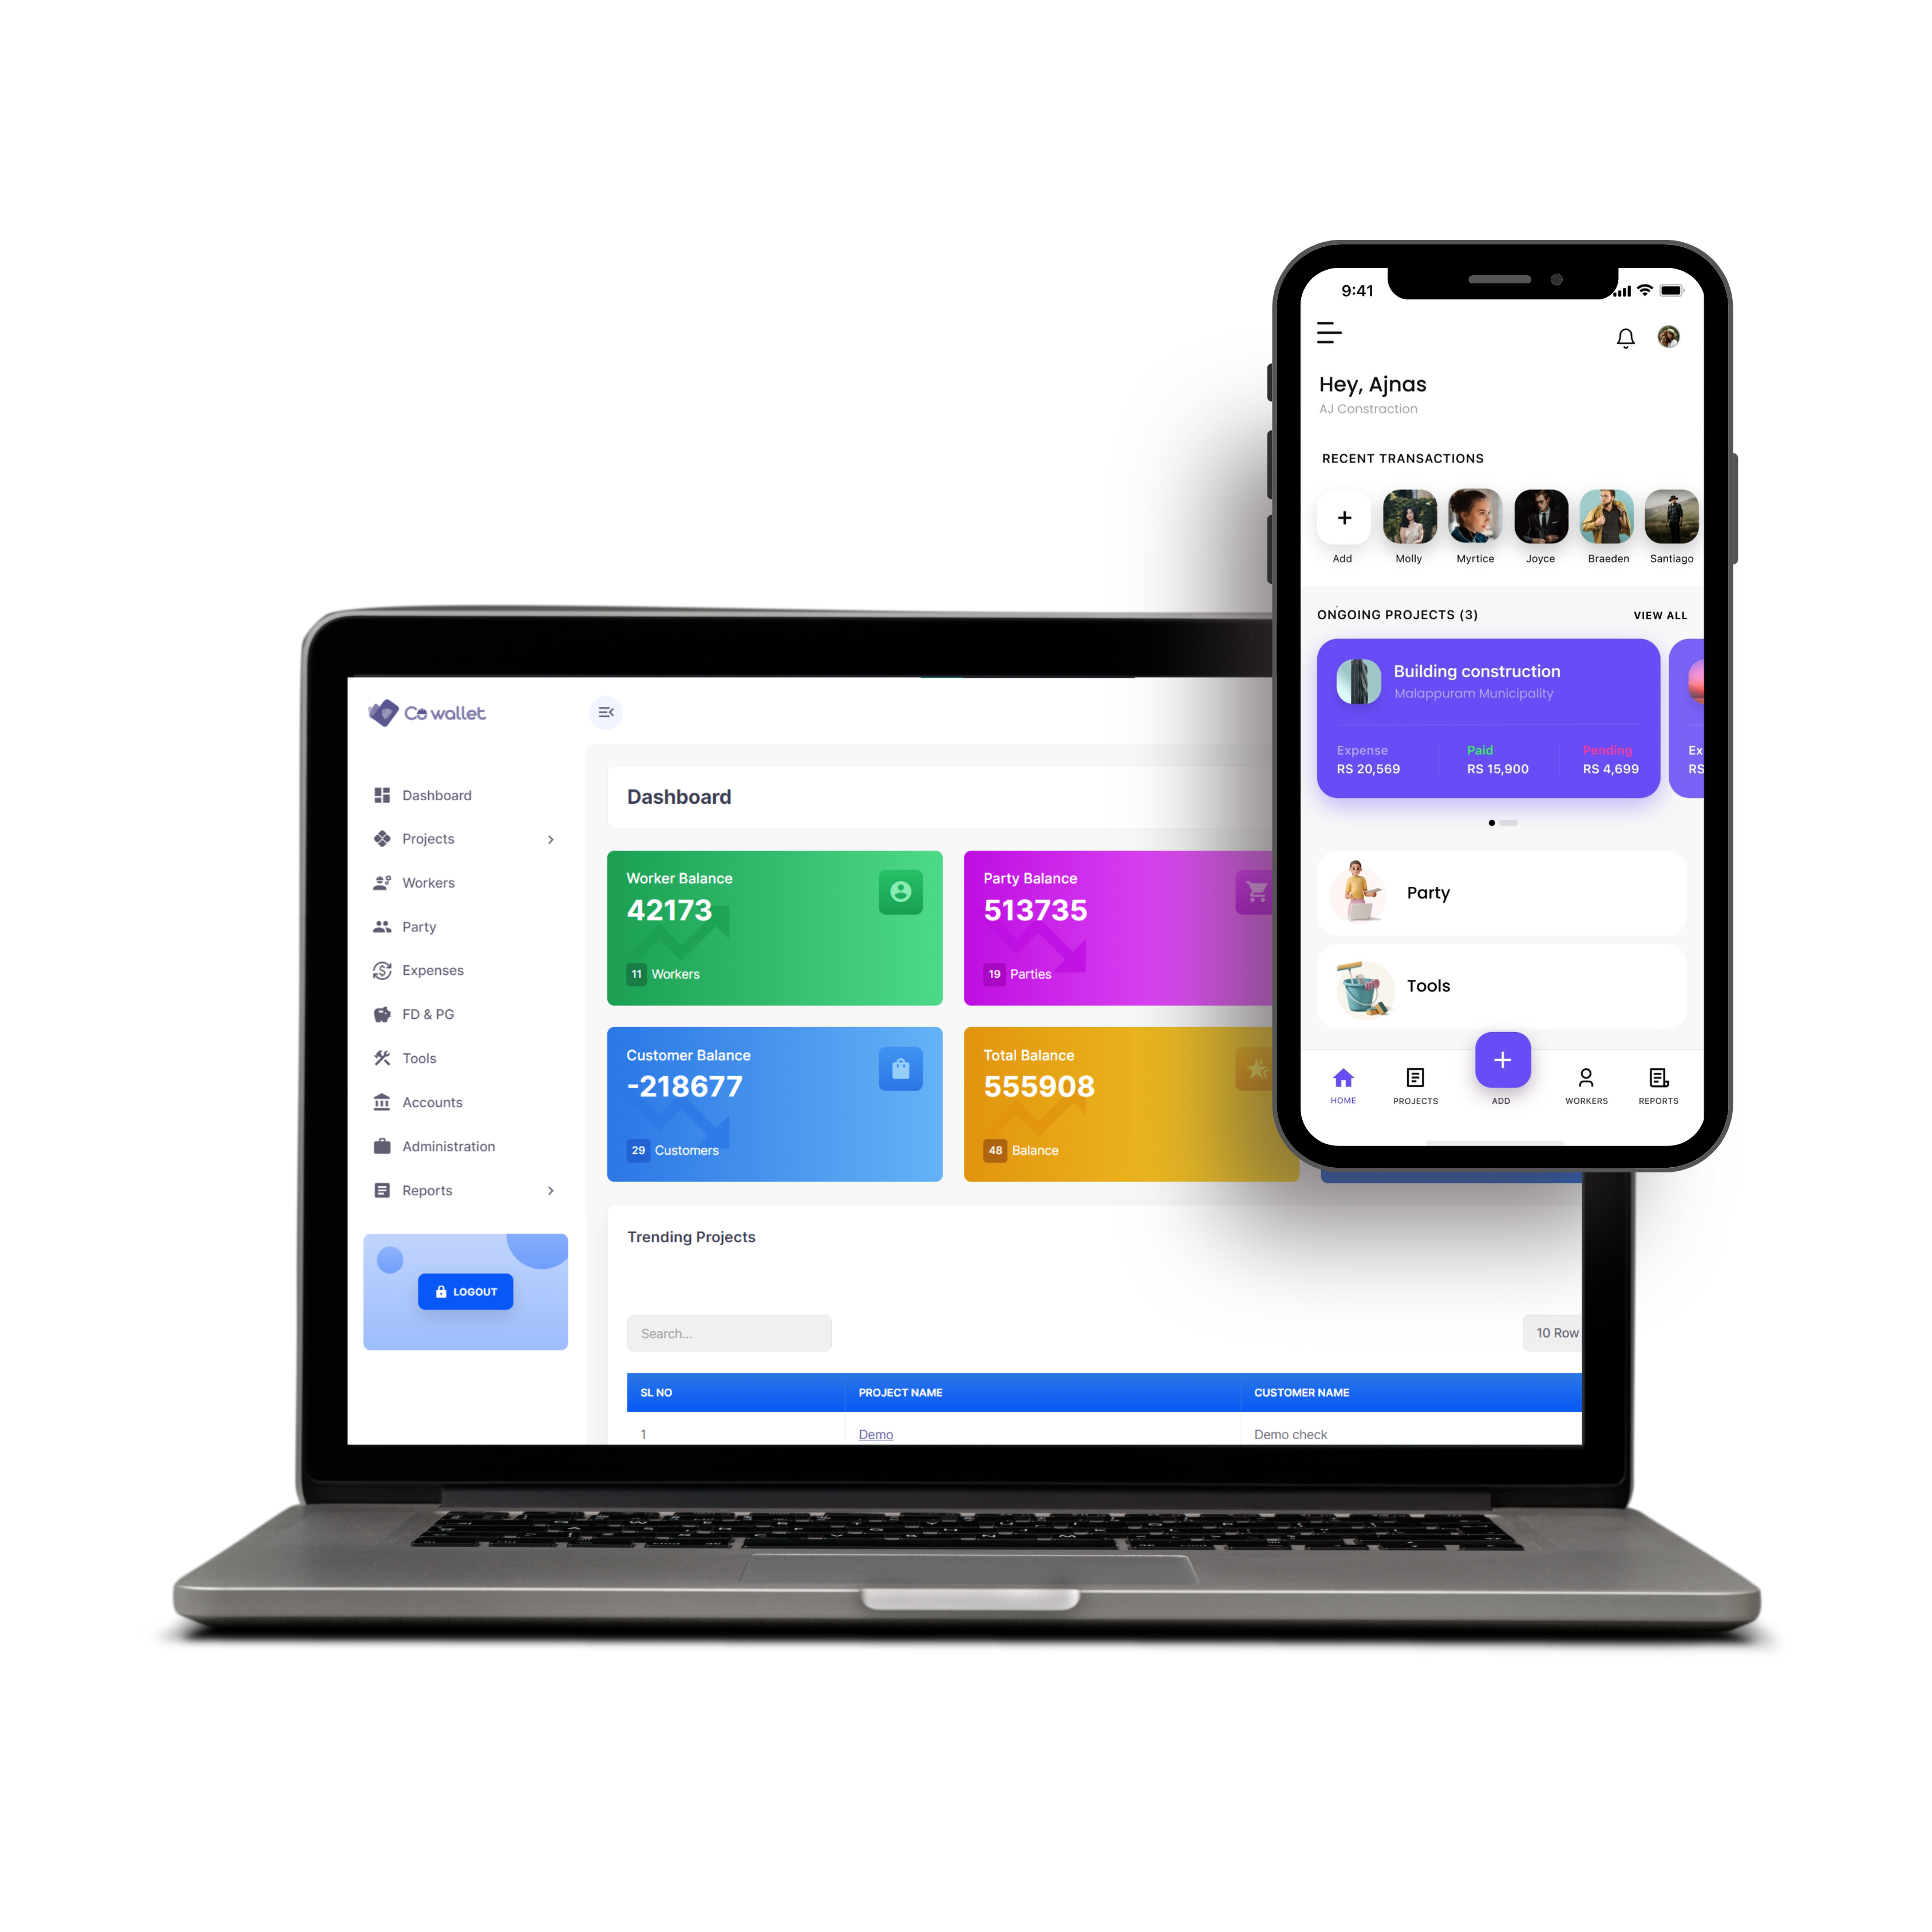 Co wallet
Dashboard
Projects
Workers
Party
Expenses
FD & PG
Tools
Accounts
Administration
Reports
LOGOUT
Dashboard
Worker Balance
42173
11 Workers
Party Balance
513735
19 Parties
Customer Balance
-218677
29 Customers
Total Balance
555908
48 Balance
Trending Projects
Search...
10 Row
SL NO PROJECT NAME CUSTOMER NAME
1 Demo Demo check
9:41
Hey, Ajnas
AJ Constraction
RECENT TRANSACTIONS
Add Molly Myrtice Joyce Braeden Santiago
ONGOING PROJECTS (3) VIEW ALL
Building construction
Malappuram Municipality
Expense Paid Pending Ex
RS 20,569 RS 15,900 RS 4,699 RS
Party
Tools
HOME PROJECTS ADD WORKERS REPORTS